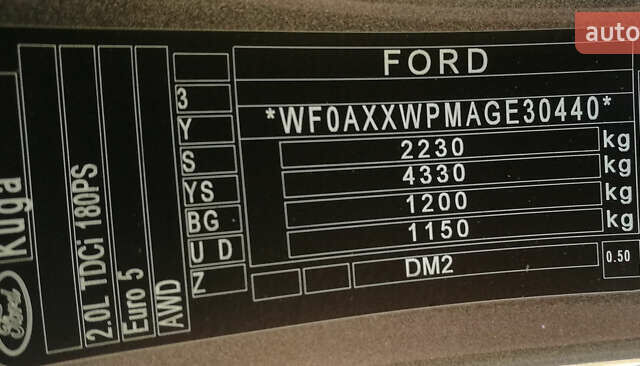 auto
FORD
*WF0AXXWPMAGE30440*
2230 kg
4330 kg
1200 kg
1150 kg
DM2
0.50
3
Y
S
YS
BG
U D
Z
Ford
Kuga
2.0L TDCi 180PS
Euro 5
AWD